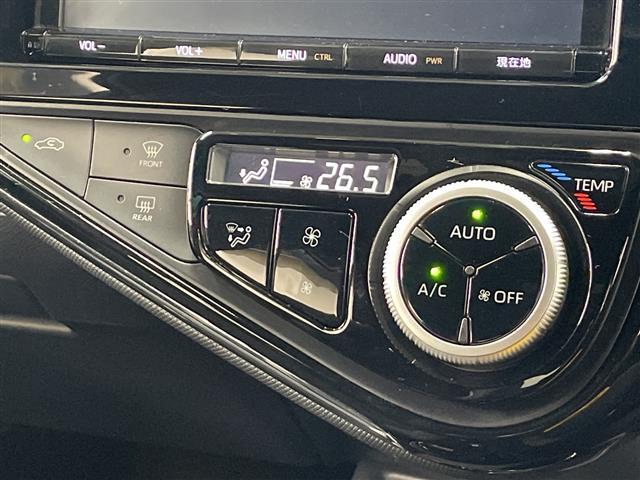 VOL− VOL+ MENU CTRL AUDIO PWR 現在地
FRONT
REAR
26.5
TEMP
AUTO
A/C OFF